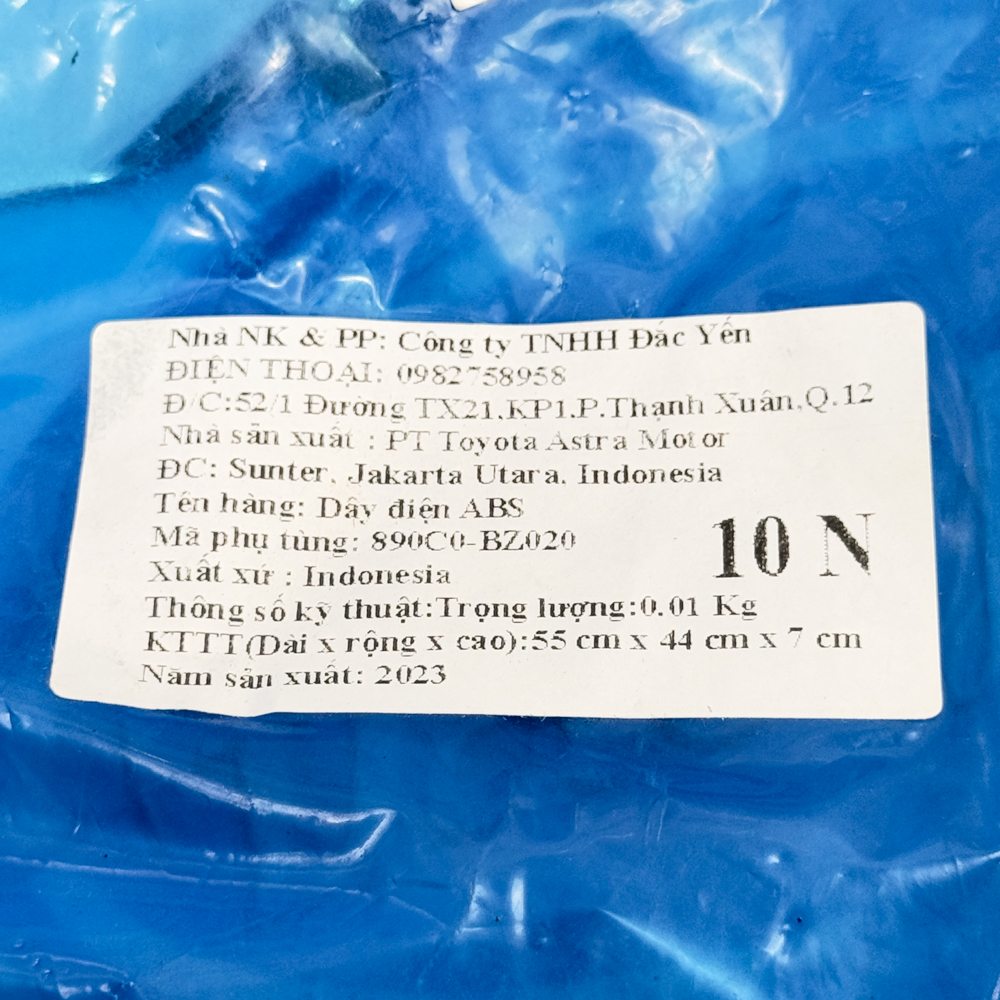 Nhà NK & PP: Công ty TNHH Đắc Yến
ĐIỆN THOẠI: 0982758958
Đ/C:52/1 Đường TX21,KP1,P.Thạnh Xuân,Q.12
Nhà sản xuất : PT Toyota Astra Motor
ĐC: Sunter, Jakarta Utara, Indonesia
Tên hàng: Dây điện ABS
Mã phụ tùng: 890C0-BZ020
10 N
Xuất xứ : Indonesia
Thông số kỹ thuật:Trọng lượng:0.01 Kg
KTTT(Dài x rộng x cao):55 cm x 44 cm x 7 cm
Năm sản xuất: 2023